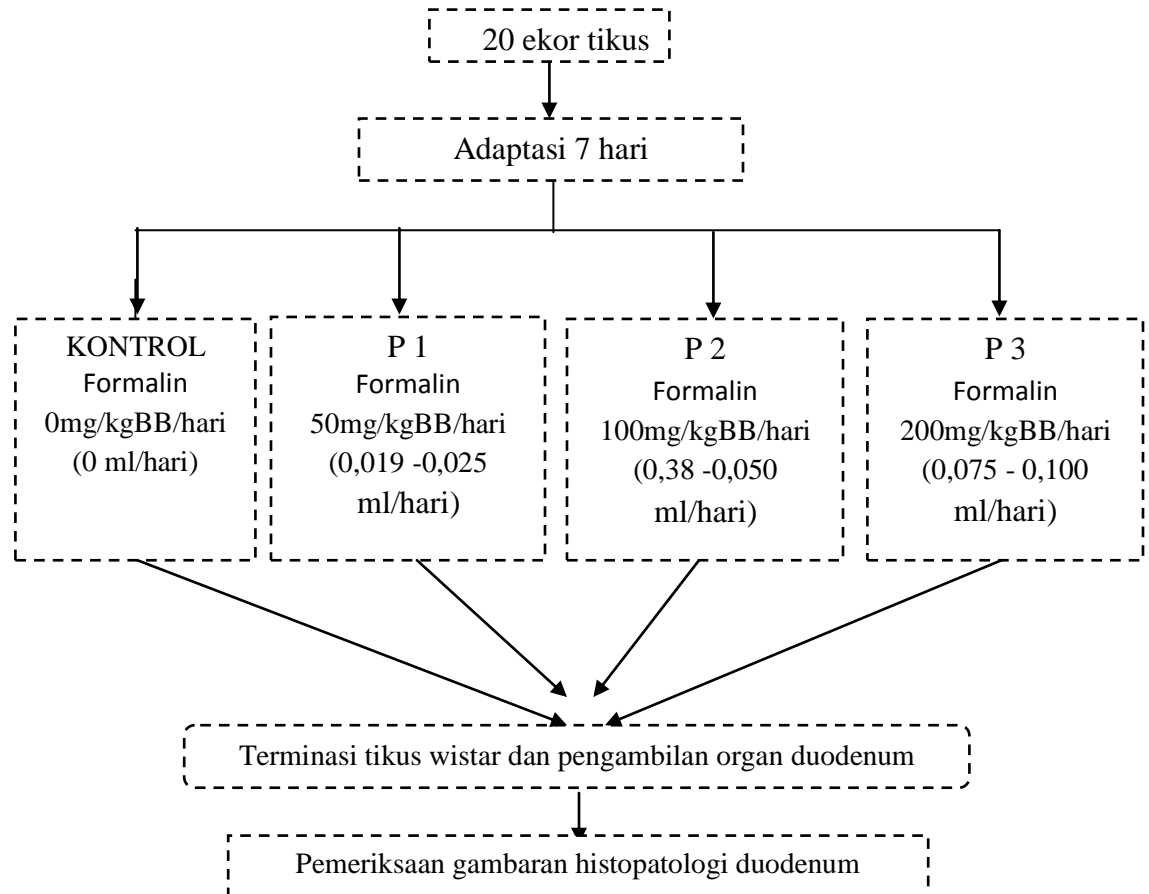 20 ekor tikus
Adaptasi 7 hari
KONTROL
Formalin
0mg/kgBB/hari
(0 ml/hari)
P 1
Formalin
50mg/kgBB/hari
(0,019 -0,025
ml/hari)
P 2
Formalin
100mg/kgBB/hari
(0,38 -0,050
ml/hari)
P 3
Formalin
200mg/kgBB/hari
(0,075 - 0,100
ml/hari)
Terminasi tikus wistar dan pengambilan organ duodenum
Pemeriksaan gambaran histopatologi duodenum